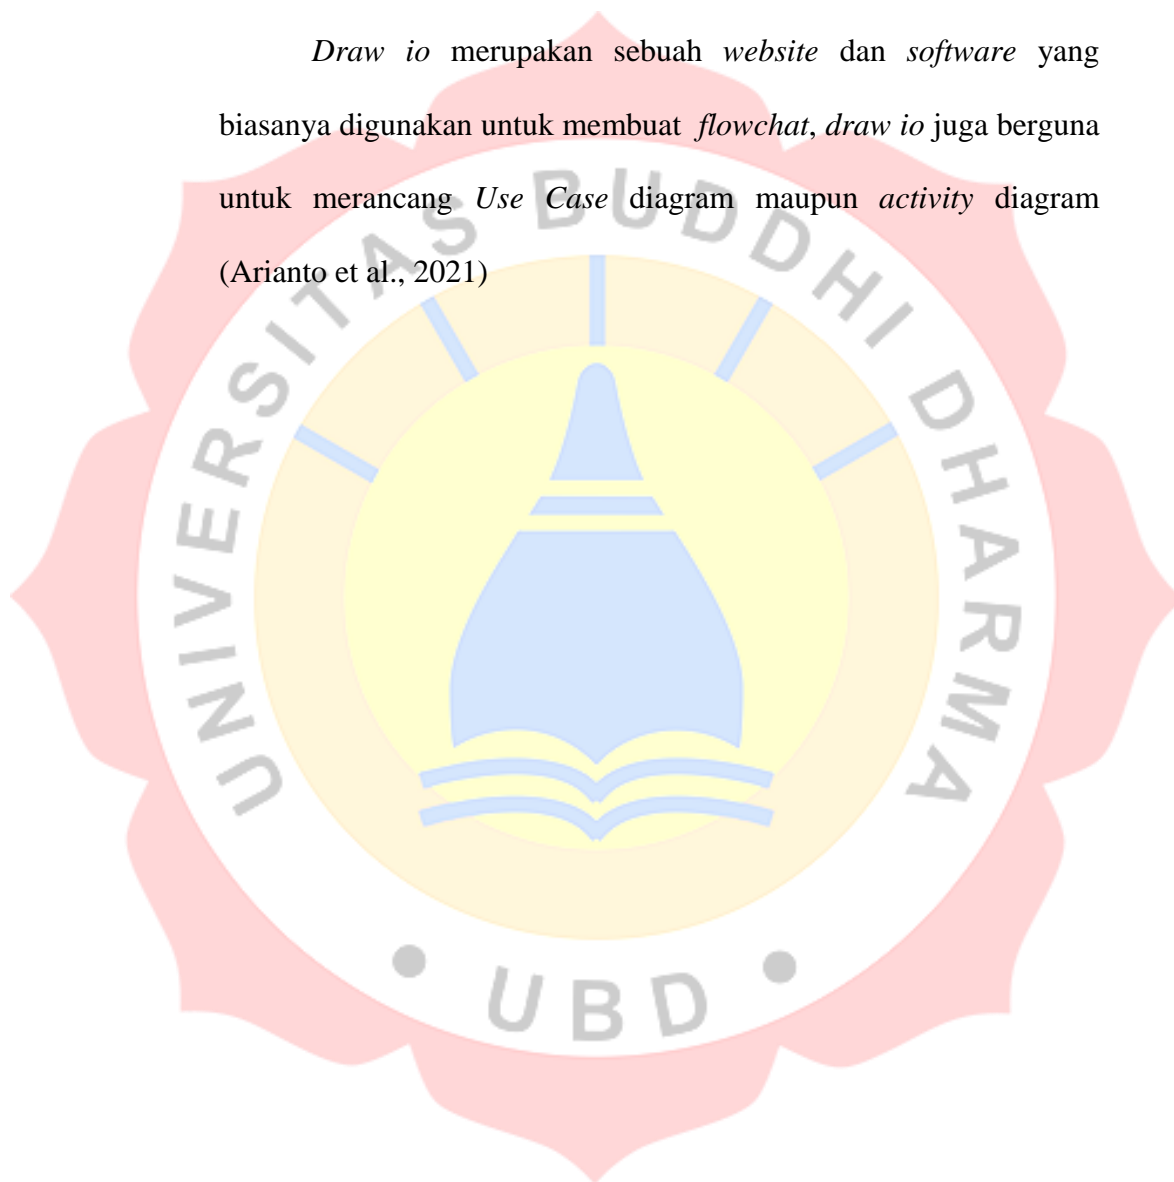 Draw io merupakan sebuah website dan software yang
biasanya digunakan untuk membuat flowchat, draw io juga berguna
untuk merancang Use Case diagram maupun activity diagram
(Arianto et al., 2021)
UNIVERSITAS BUDDHI DHARMA
• UBD •